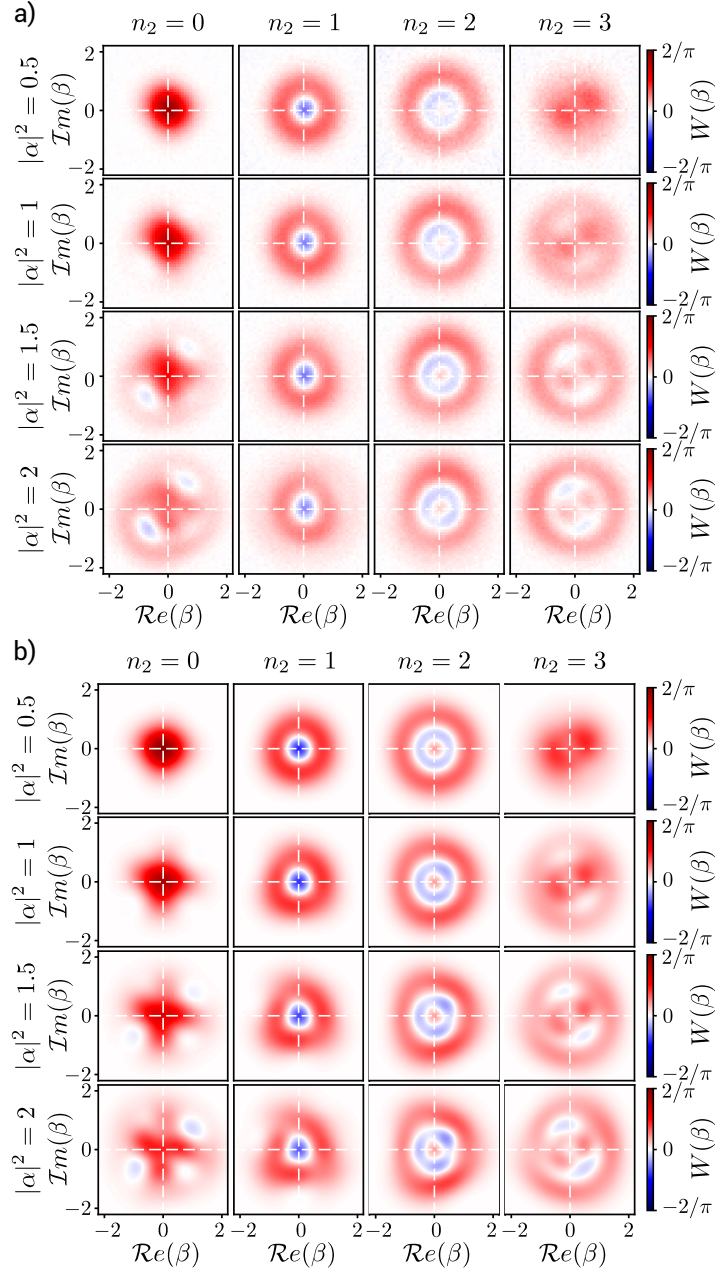 a)
n₂ = 0 n₂ = 1 n₂ = 2 n₂ = 3
|α|² = 0.5
ℐm(β)
2
0
−2
2/π
0
−2/π
W(β)
|α|² = 1
ℐm(β)
2
0
−2
2/π
0
−2/π
W(β)
|α|² = 1.5
ℐm(β)
2
0
−2
2/π
0
−2/π
W(β)
|α|² = 2
ℐm(β)
2
0
−2
2/π
0
−2/π
W(β)
−2 0 2 −2 0 2 −2 0 2 −2 0 2
ℛe(β) ℛe(β) ℛe(β) ℛe(β)
b)
n₂ = 0 n₂ = 1 n₂ = 2 n₂ = 3
|α|² = 0.5
ℐm(β)
2
0
−2
2/π
0
−2/π
W(β)
|α|² = 1
ℐm(β)
2
0
−2
2/π
0
−2/π
W(β)
|α|² = 1.5
ℐm(β)
2
0
−2
2/π
0
−2/π
W(β)
|α|² = 2
ℐm(β)
2
0
−2
2/π
0
−2/π
W(β)
−2 0 2 −2 0 2 −2 0 2 −2 0 2
ℛe(β) ℛe(β) ℛe(β) ℛe(β)